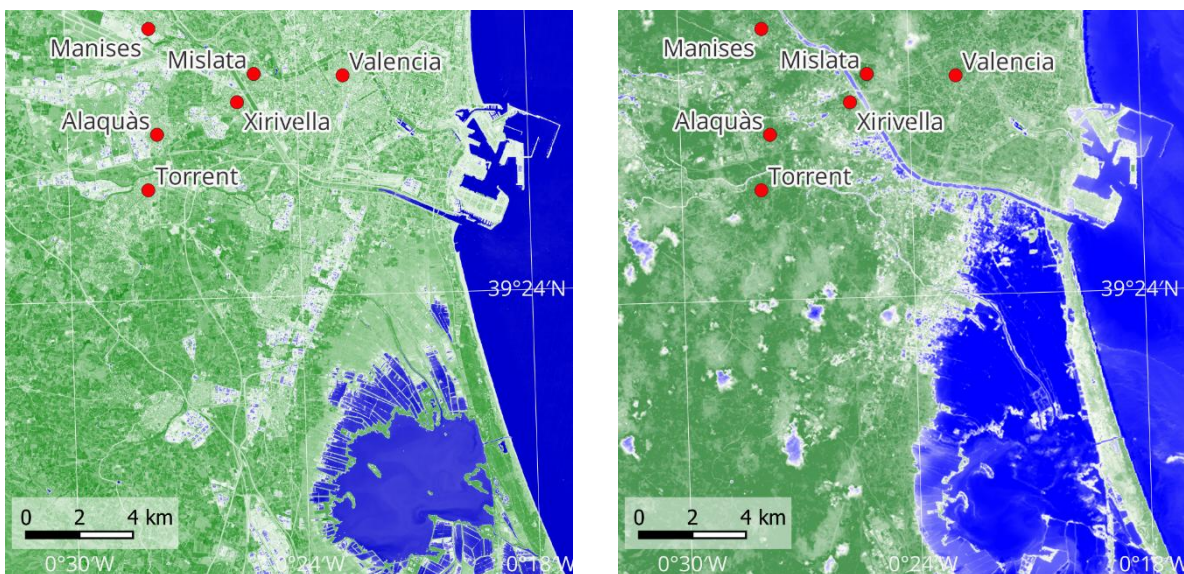 Manises
Mislata
Valencia
Alaquàs
Xirivella
Torrent
39°24′N
0 2 4 km
0°30′W
0°24′W
0°18′W
Manises
Mislata
Valencia
Alaquàs
Xirivella
Torrent
39°24′N
0 2 4 km
0°30′W
0°24′W
0°18′W